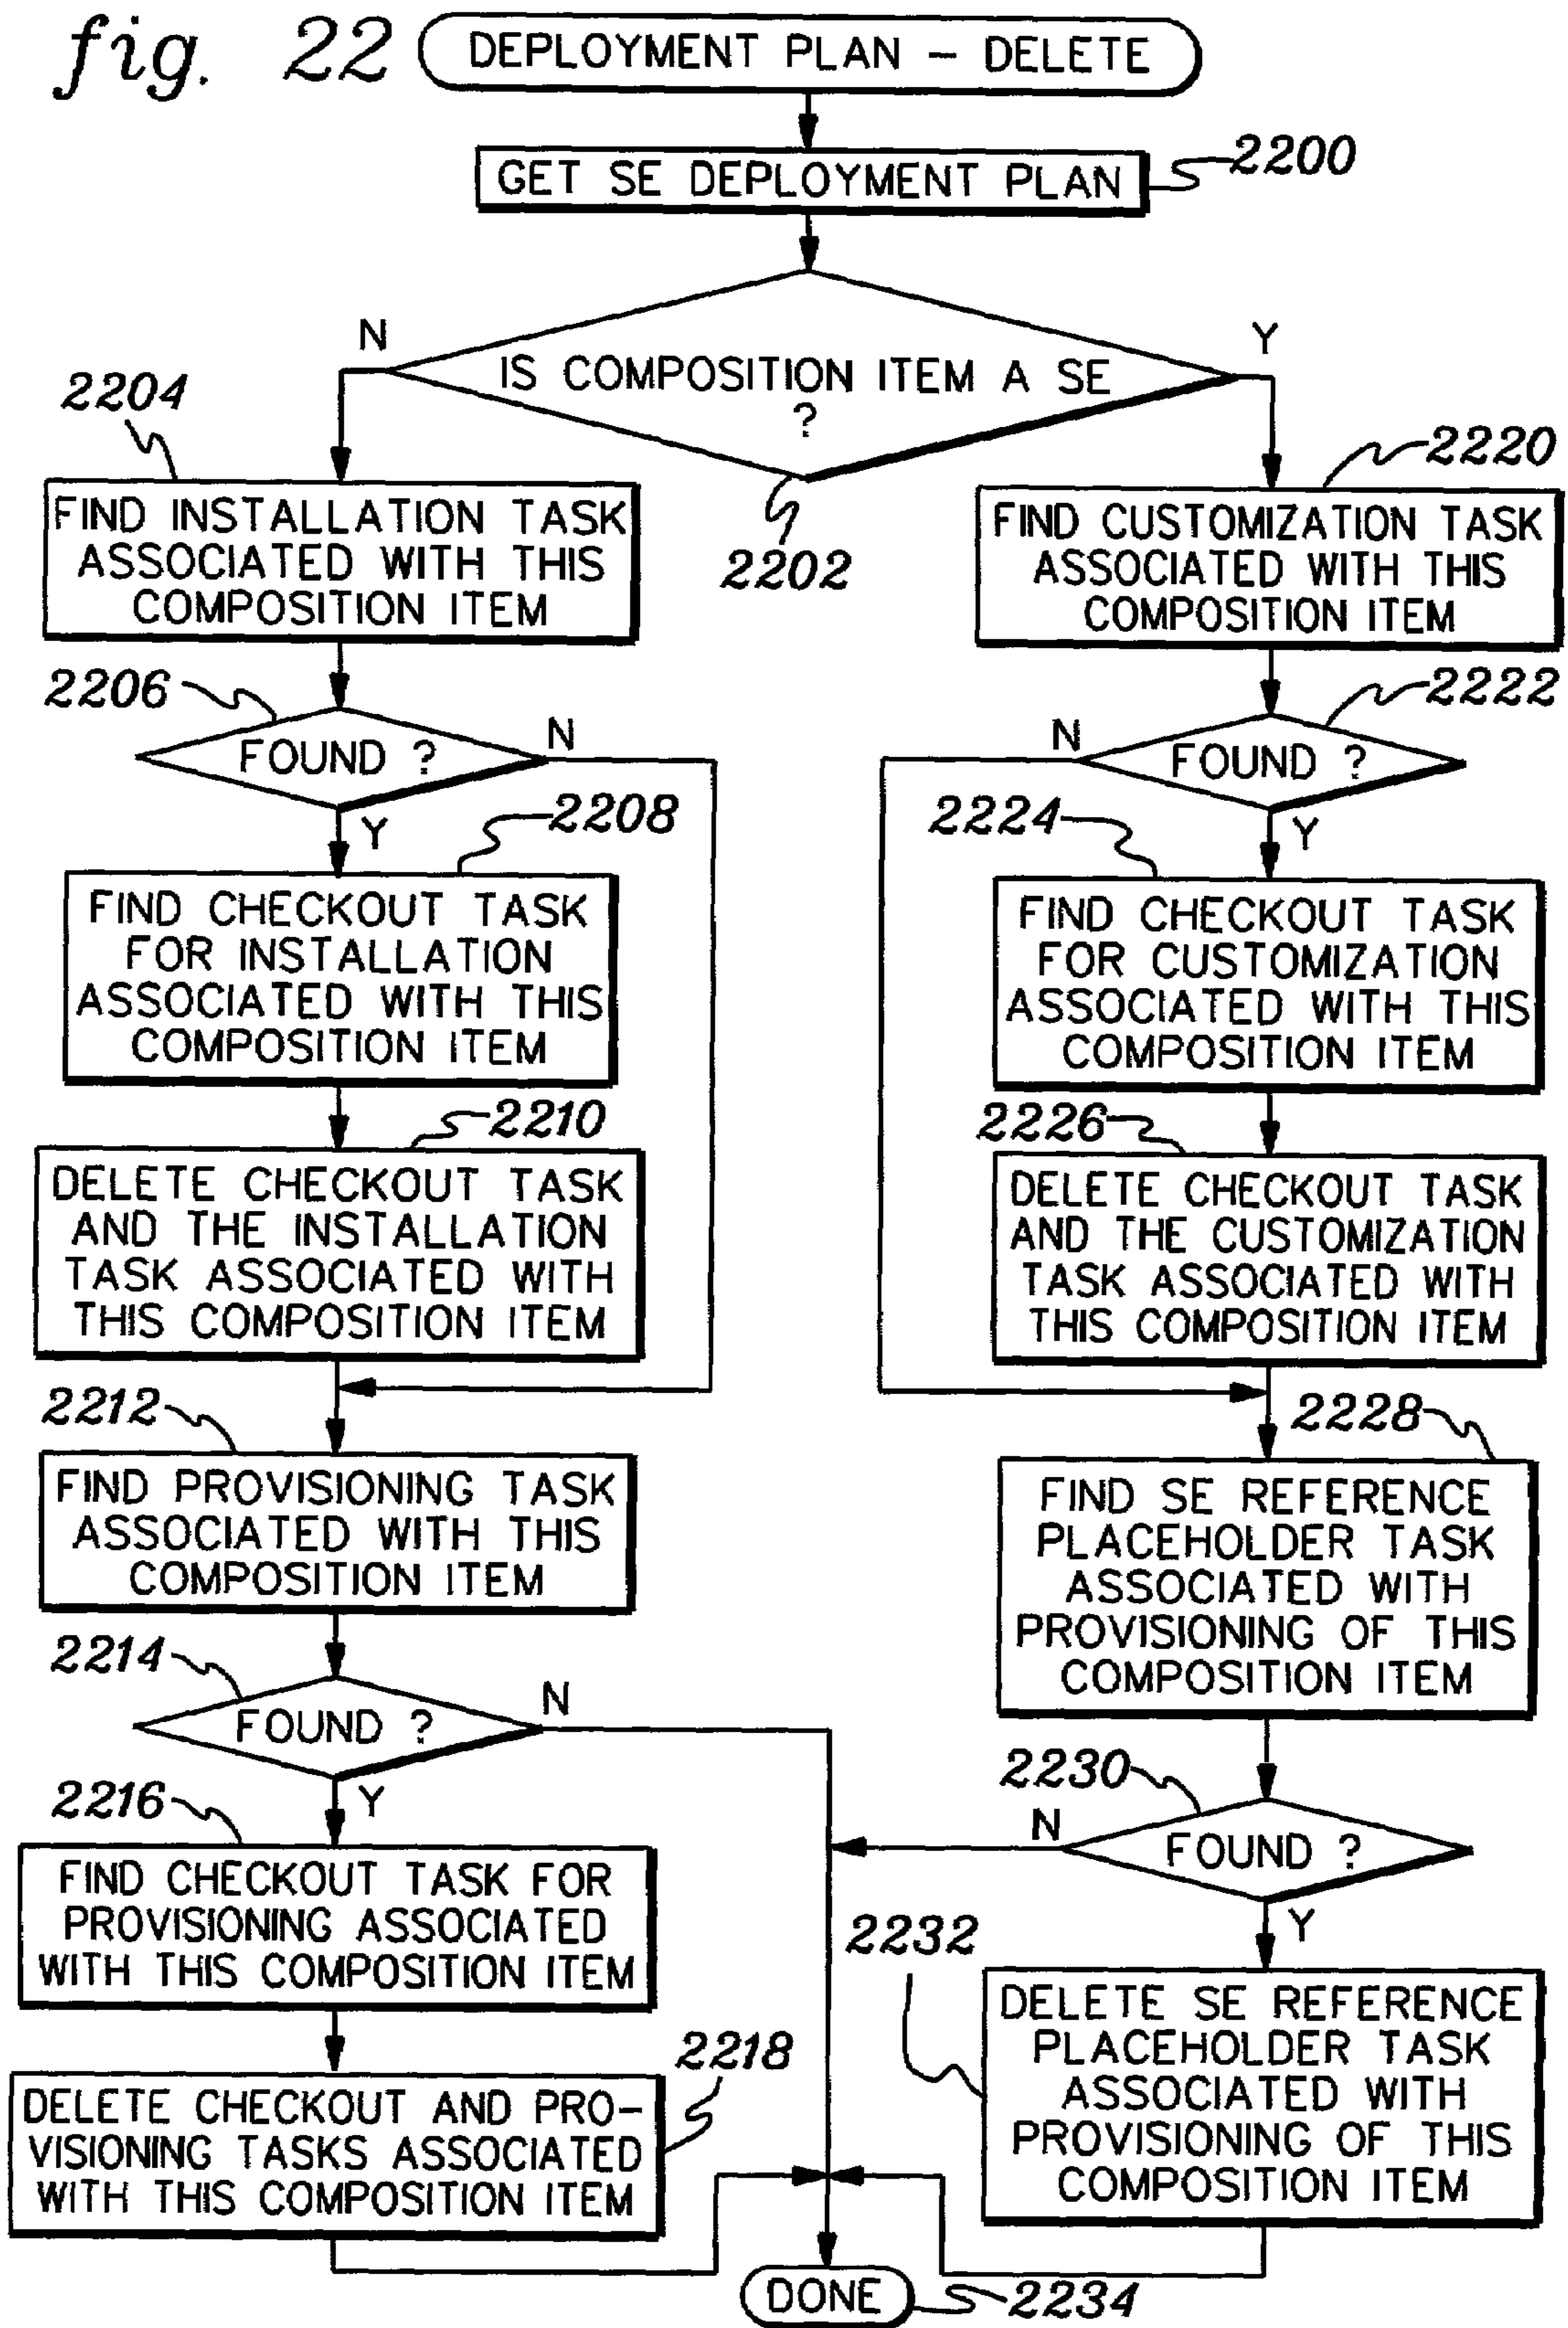 fig. 22
DEPLOYMENT PLAN – DELETE
GET SE DEPLOYMENT PLAN
2200
IS COMPOSITION ITEM A SE
?
N
Y
2202
2204
FIND INSTALLATION TASK
ASSOCIATED WITH THIS
COMPOSITION ITEM
2206
FOUND ?
N
Y
2208
FIND CHECKOUT TASK
FOR INSTALLATION
ASSOCIATED WITH THIS
COMPOSITION ITEM
2210
DELETE CHECKOUT TASK
AND THE INSTALLATION
TASK ASSOCIATED WITH
THIS COMPOSITION ITEM
2212
FIND PROVISIONING TASK
ASSOCIATED WITH THIS
COMPOSITION ITEM
2214
FOUND ?
N
Y
2216
FIND CHECKOUT TASK FOR
PROVISIONING ASSOCIATED
WITH THIS COMPOSITION ITEM
2218
DELETE CHECKOUT AND PRO–
VISIONING TASKS ASSOCIATED
WITH THIS COMPOSITION ITEM
2220
FIND CUSTOMIZATION TASK
ASSOCIATED WITH THIS
COMPOSITION ITEM
2222
FOUND ?
N
Y
2224
FIND CHECKOUT TASK
FOR CUSTOMIZATION
ASSOCIATED WITH THIS
COMPOSITION ITEM
2226
DELETE CHECKOUT TASK
AND THE CUSTOMIZATION
TASK ASSOCIATED WITH
THIS COMPOSITION ITEM
2228
FIND SE REFERENCE
PLACEHOLDER TASK
ASSOCIATED WITH
PROVISIONING OF THIS
COMPOSITION ITEM
2230
FOUND ?
N
Y
2232
DELETE SE REFERENCE
PLACEHOLDER TASK
ASSOCIATED WITH
PROVISIONING OF THIS
COMPOSITION ITEM
DONE
2234